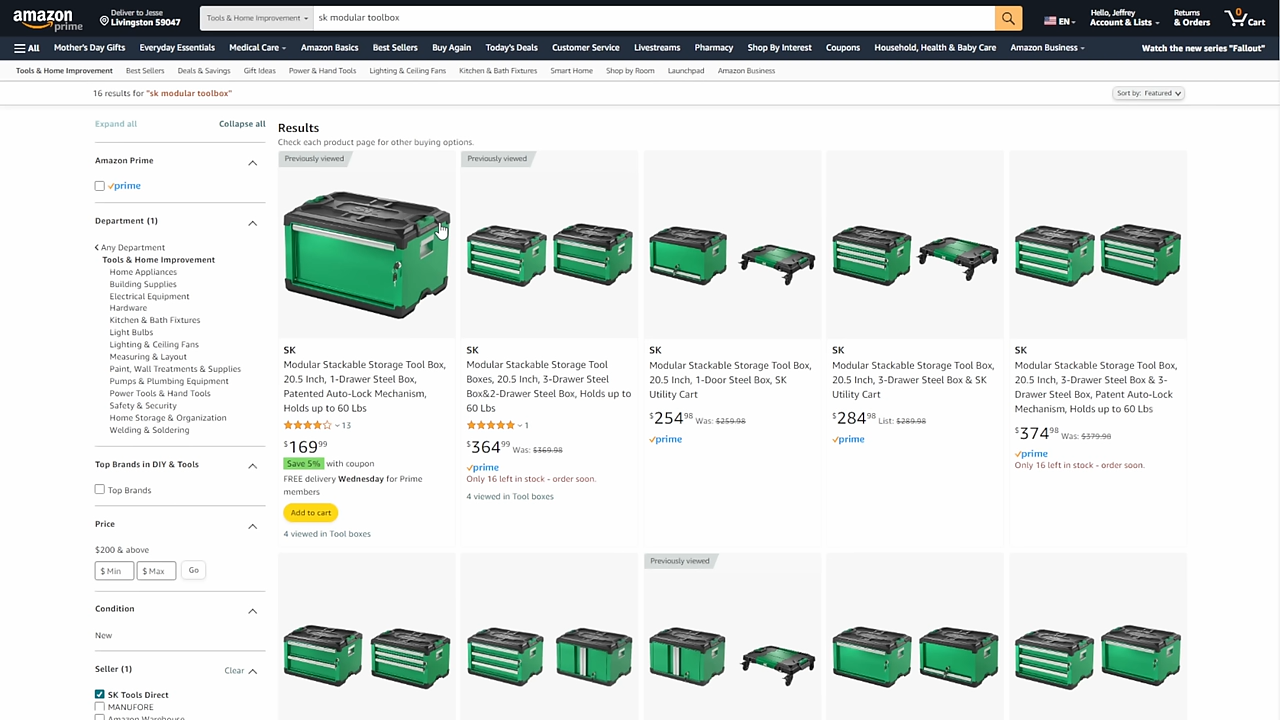 amazon
prime
Deliver to Jesse
Livingston 59047
Tools & Home Improvement
sk modular toolbox
EN
Hello, Jeffrey
Account & Lists
Returns
& Orders
0
Cart
All
Mother's Day Gifts
Everyday Essentials
Medical Care
Amazon Basics
Best Sellers
Buy Again
Today's Deals
Customer Service
Livestreams
Pharmacy
Shop By Interest
Coupons
Household, Health & Baby Care
Amazon Business
Watch the new series "Fallout"
Tools & Home Improvement
Best Sellers
Deals & Savings
Gift Ideas
Power & Hand Tools
Lighting & Ceiling Fans
Kitchen & Bath Fixtures
Smart Home
Shop by Room
Launchpad
Amazon Business
16 results for "sk modular toolbox"
Sort by: Featured
Expand all
Collapse all
Amazon Prime
prime
Department (1)
Any Department
Tools & Home Improvement
Home Appliances
Building Supplies
Electrical Equipment
Hardware
Kitchen & Bath Fixtures
Light Bulbs
Lighting & Ceiling Fans
Measuring & Layout
Paint, Wall Treatments & Supplies
Pumps & Plumbing Equipment
Power Tools & Hand Tools
Safety & Security
Home Storage & Organization
Welding & Soldering
Top Brands in DIY & Tools
Top Brands
Price
$200 & above
$ Min
$ Max
Go
Condition
New
Seller (1)
Clear
SK Tools Direct
MANUFORE
Amazon Warehouse
Results
Check each product page for other buying options.
Previously viewed
SK
Modular Stackable Storage Tool Box,
20.5 Inch, 1-Drawer Steel Box,
Patented Auto-Lock Mechanism,
Holds up to 60 Lbs
13
$169 99
Save 5% with coupon
FREE delivery Wednesday for Prime
members
Add to cart
4 viewed in Tool boxes
Previously viewed
SK
Modular Stackable Storage Tool
Boxes, 20.5 Inch, 3-Drawer Steel
Box&2-Drawer Steel Box, Holds up to
60 Lbs
1
$364 99 Was: $369.98
prime
Only 16 left in stock - order soon.
4 viewed in Tool boxes
SK
Modular Stackable Storage Tool Box,
20.5 Inch, 1-Door Steel Box, SK
Utility Cart
$254 98 Was: $259.98
prime
SK
Modular Stackable Storage Tool Box,
20.5 Inch, 3-Drawer Steel Box & SK
Utility Cart
$284 98 List: $289.98
prime
SK
Modular Stackable Storage Tool Box,
20.5 Inch, 3-Drawer Steel Box & 3-
Drawer Steel Box, Patent Auto-Lock
Mechanism, Holds up to 60 Lbs
$374 98 Was: $379.98
prime
Only 16 left in stock - order soon.
Previously viewed